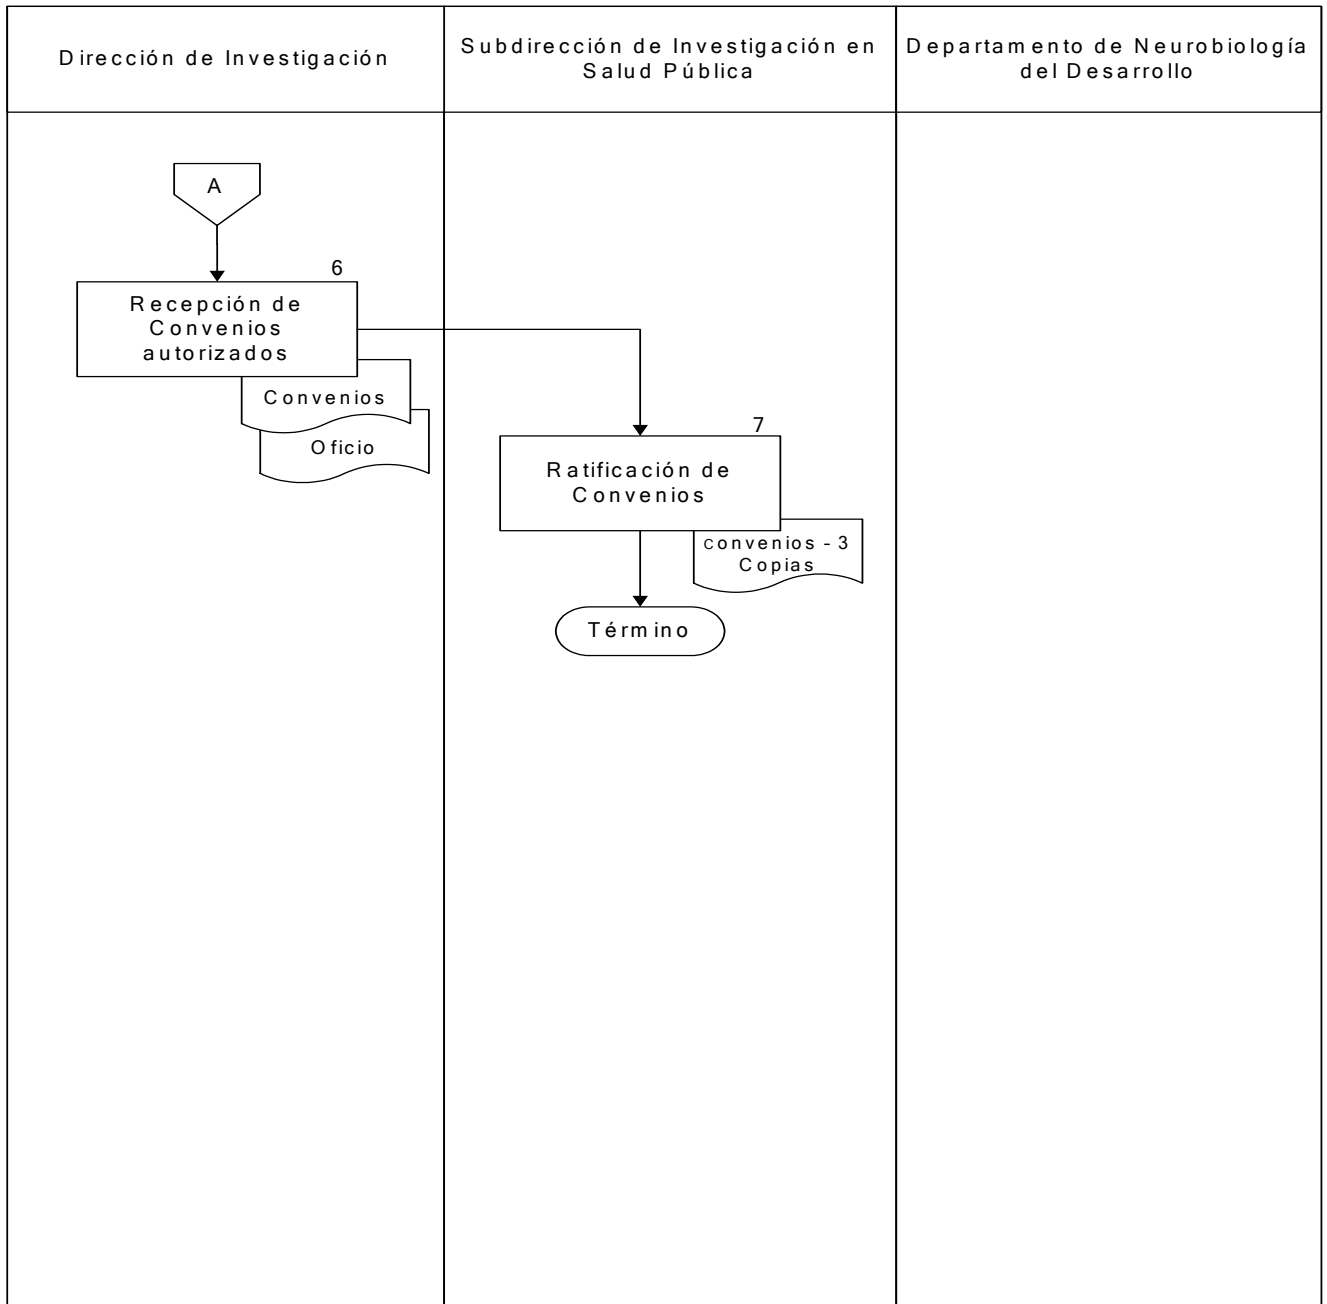 Dirección de Investigación
Subdirección de Investigación en
Salud Pública
Departamento de Neurobiología
del Desarrollo
A
6
Recepción de
Convenios
autorizados
Convenios
Oficio
7
Ratificación de
Convenios
Convenios - 3
Copias
Término